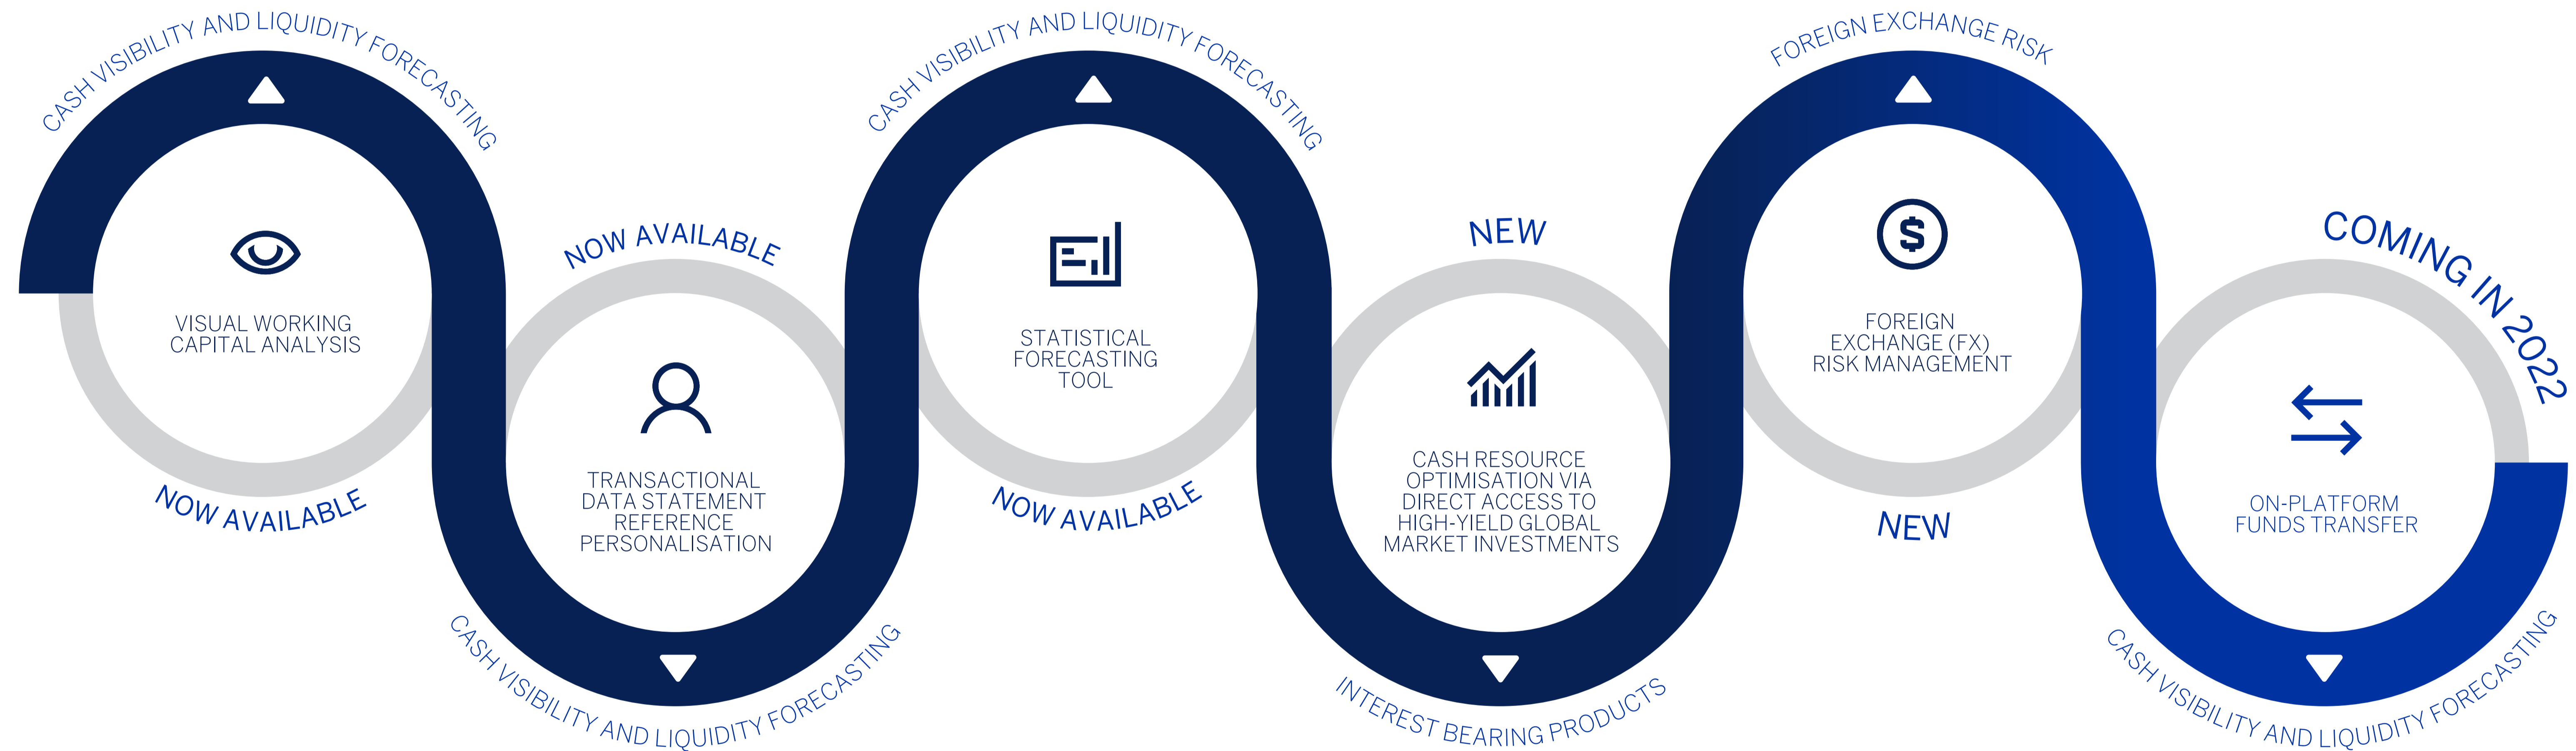 CASH VISIBILITY AND LIQUIDITY FORECASTING
VISUAL WORKING
CAPITAL ANALYSIS
NOW AVAILABLE
NOW AVAILABLE
TRANSACTIONAL
DATA STATEMENT
REFERENCE
PERSONALISATION
CASH VISIBILITY AND LIQUIDITY FORECASTING
CASH VISIBILITY AND LIQUIDITY FORECASTING
STATISTICAL
FORECASTING
TOOL
NOW AVAILABLE
NEW
CASH RESOURCE
OPTIMISATION VIA
DIRECT ACCESS TO
HIGH-YIELD GLOBAL
MARKET INVESTMENTS
INTEREST BEARING PRODUCTS
FOREIGN EXCHANGE RISK
$
FOREIGN
EXCHANGE (FX)
RISK MANAGEMENT
NEW
COMING IN 2022
ON-PLATFORM
FUNDS TRANSFER
CASH VISIBILITY AND LIQUIDITY FORECASTING